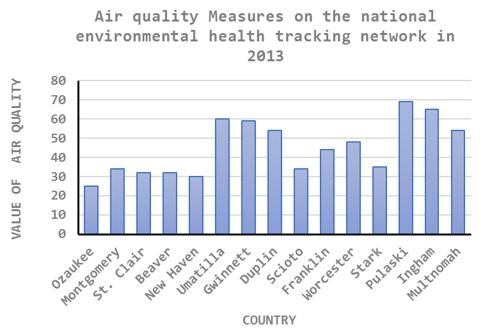 Air quality Measures on the national
environmental health tracking network in
2013
VALUE OF AIR QUALITY
80
70
60
50
40
30
20
10
0
Ozaukee
Montgomery
St. Clair
Beaver
New Haven
Umatilla
Gwinnett
Duplin
Scioto
Franklin
Worcester
Stark
Pulaski
Ingham
Multnomah
COUNTRY